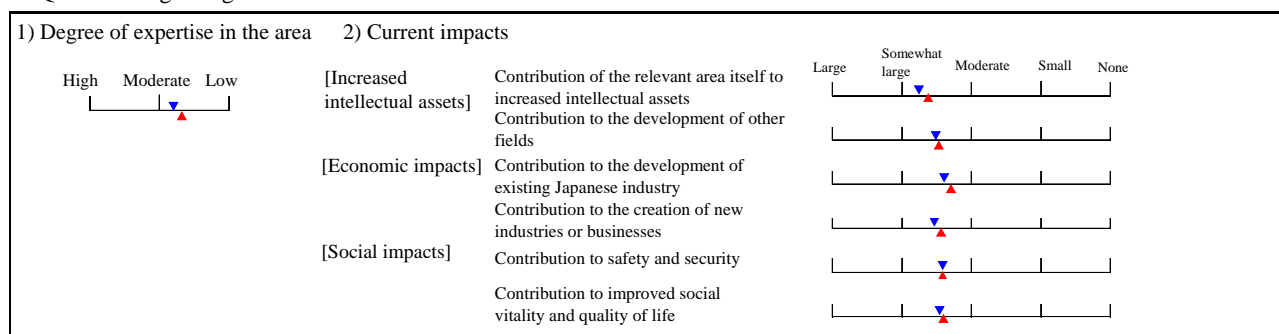 1) Degree of expertise in the area 2) Current impacts
High Moderate Low
[Increased
intellectual assets]
Contribution of the relevant area itself to
increased intellectual assets
Large Somewhat
large Moderate Small None
Contribution to the development of other
fields
[Economic impacts]
Contribution to the development of
existing Japanese industry
Contribution to the creation of new
industries or businesses
[Social impacts]
Contribution to safety and security
Contribution to improved social
vitality and quality of life